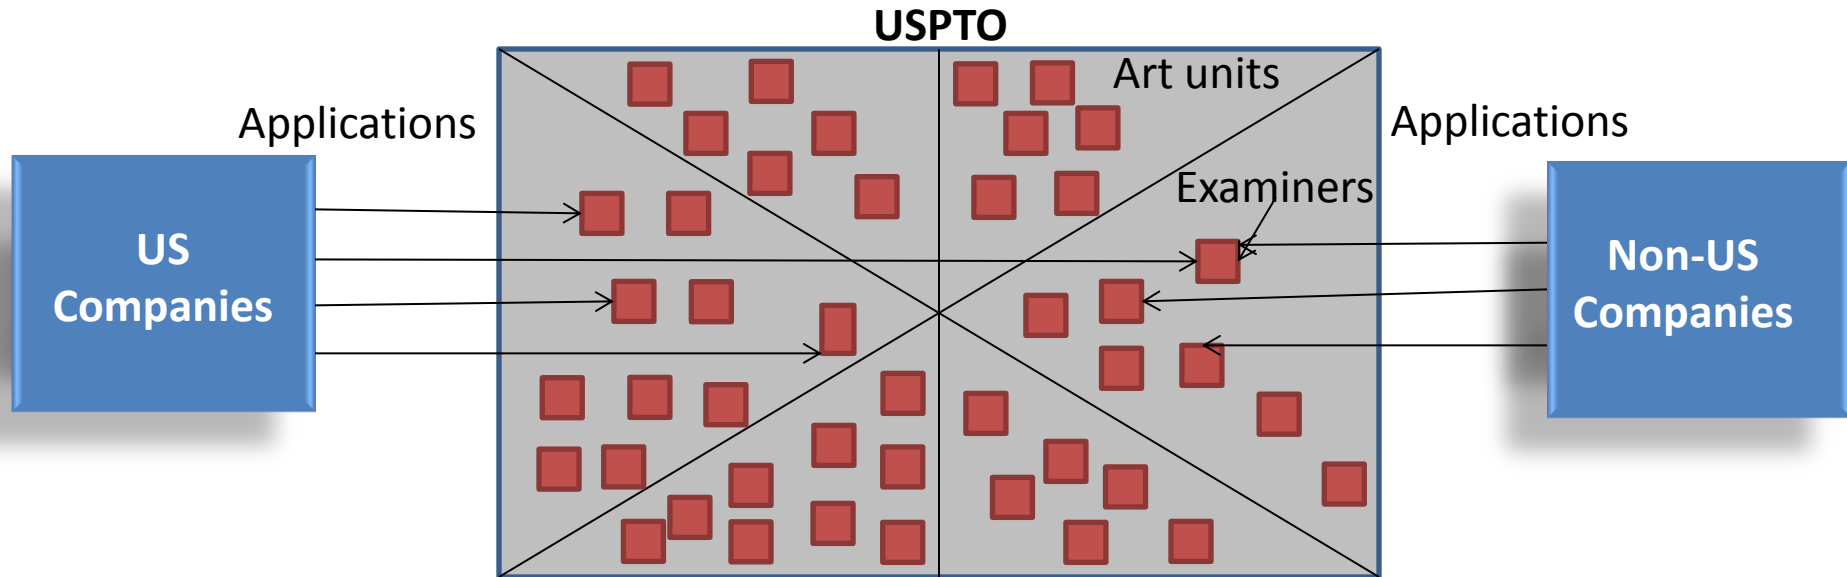 USPTO
Art units
Applications
Applications
Examiners
US
Companies
Non-US
Companies